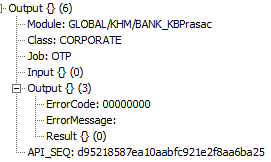 Output {} (6)
Module: GLOBAL/KHM/BANK_KBPrasac
Class: CORPORATE
Job: OTP
Input {} (0)
Output {} (3)
ErrorCode: 00000000
ErrorMessage:
Result {} (0)
API_SEQ: d95218587ea10aabfc921e2f8aa6ba25